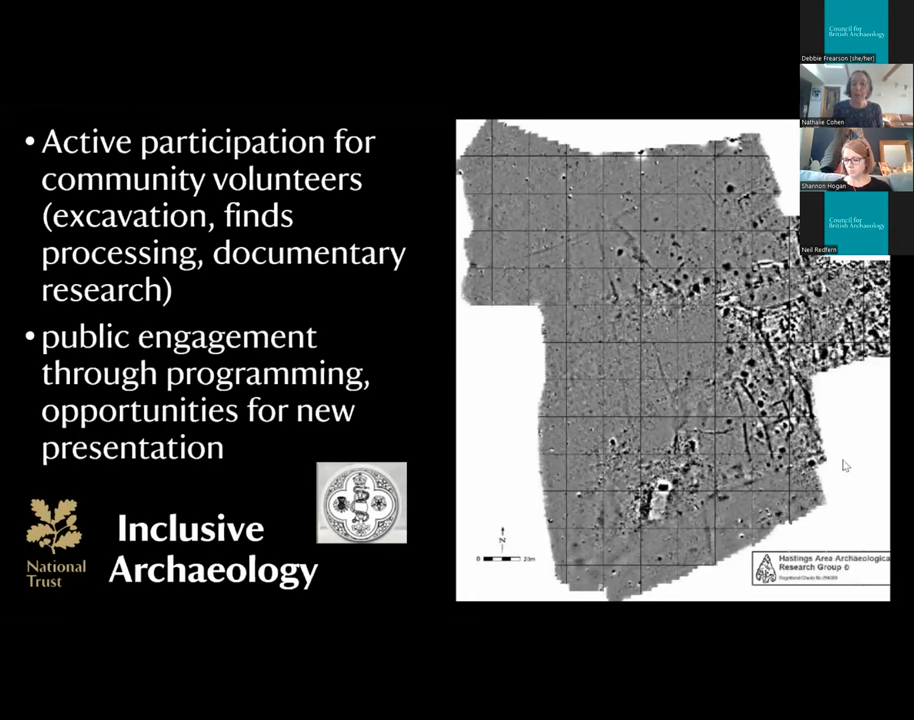 Council for
British Archaeology
Debbie Frearson (she/her)
Nathalie Cohen
Shannon Hogan
Council for
British Archaeology
Neil Redfern
• Active participation for
community volunteers
(excavation, finds
processing, documentary
research)
• public engagement
through programming,
opportunities for new
presentation
National
Trust
Inclusive
Archaeology
N
0
20m
Hastings Area Archaeological
Research Group ©